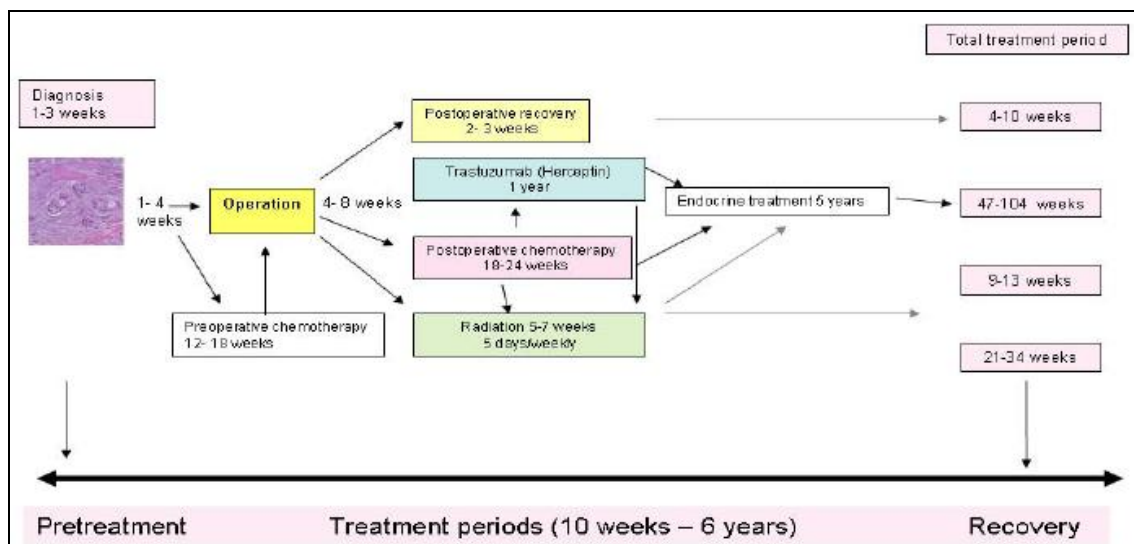 Total treatment period
Diagnosis
1-3 weeks
Postoperative recovery
2- 3 weeks
4-10 weeks
Trastuzumab (Herceptin)
1 year
1- 4
weeks
Operation
4- 8 weeks
Endocrine treatment 5 years
47-104 weeks
Postoperative chemotherapy
18-24 weeks
9-13 weeks
Preoperative chemotherapy
12- 18 weeks
Radiation 5-7 weeks
5 days/weekly
21-34 weeks
Pretreatment
Treatment periods (10 weeks – 6 years)
Recovery